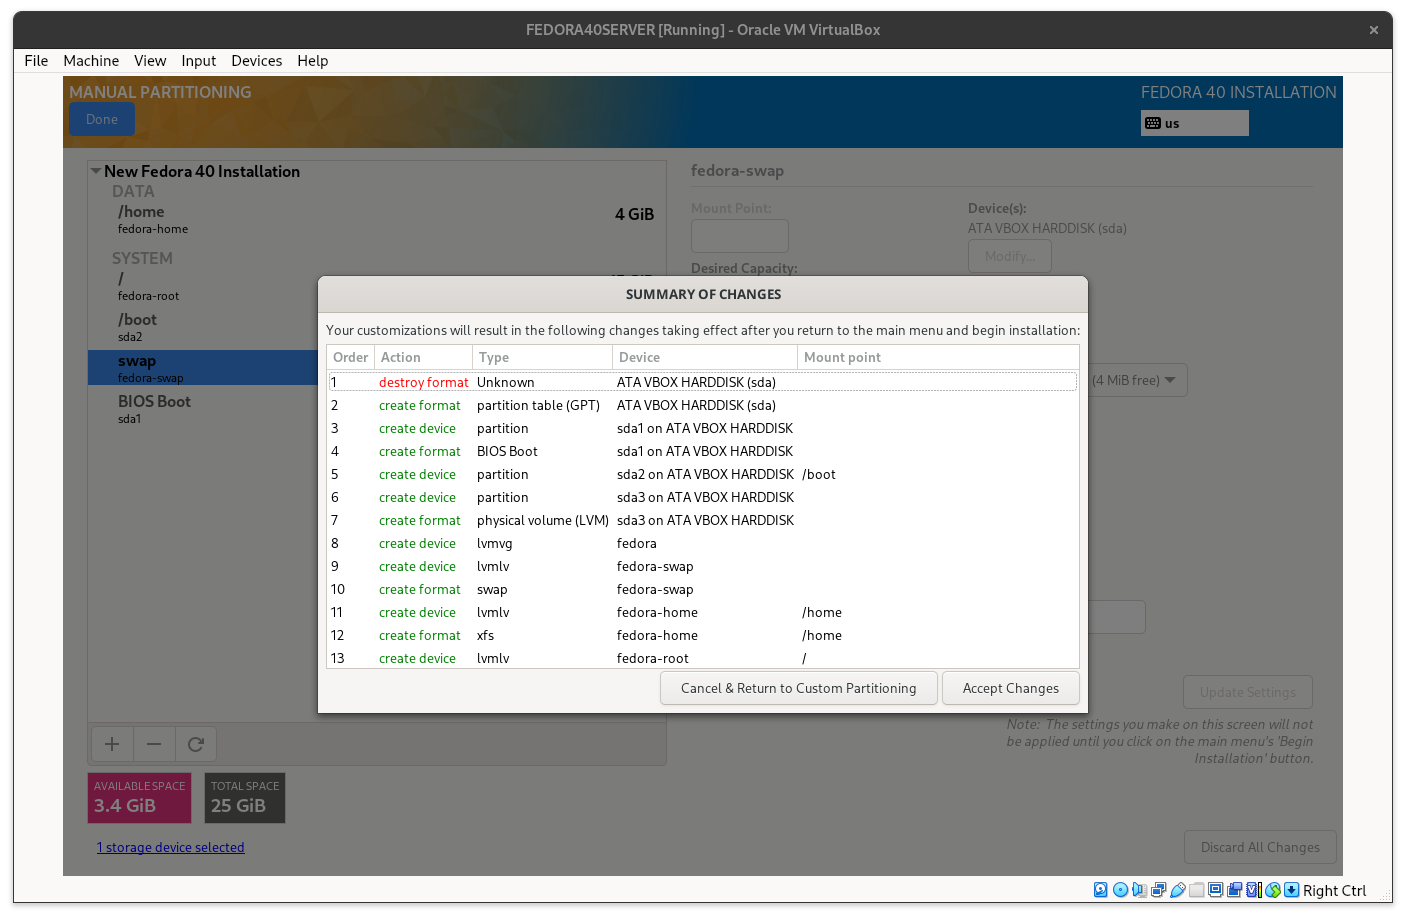 FEDORA40SERVER [Running] - Oracle VM VirtualBox
File Machine View Input Devices Help
MANUAL PARTITIONING
FEDORA 40 INSTALLATION
Done
us
New Fedora 40 Installation
DATA
/home
4 GiB
fedora-home
SYSTEM
/
fedora-root
/boot
sda2
swap
fedora-swap
BIOS Boot
sda1
fedora-swap
Mount Point:
Device(s):
ATA VBOX HARDDISK (sda)
Modify...
Desired Capacity:
(4 MiB free)
SUMMARY OF CHANGES
Your customizations will result in the following changes taking effect after you return to the main menu and begin installation:
Order Action Type Device Mount point
1 destroy format Unknown ATA VBOX HARDDISK (sda)
2 create format partition table (GPT) ATA VBOX HARDDISK (sda)
3 create device partition sda1 on ATA VBOX HARDDISK
4 create format BIOS Boot sda1 on ATA VBOX HARDDISK
5 create device partition sda2 on ATA VBOX HARDDISK /boot
6 create device partition sda3 on ATA VBOX HARDDISK
7 create format physical volume (LVM) sda3 on ATA VBOX HARDDISK
8 create device lvmvg fedora
9 create device lvmlv fedora-swap
10 create format swap fedora-swap
11 create device lvmlv fedora-home /home
12 create format xfs fedora-home /home
13 create device lvmlv fedora-root /
Cancel & Return to Custom Partitioning
Accept Changes
Update Settings
Note: The settings you make on this screen will not
be applied until you click on the main menu's 'Begin
Installation' button.
AVAILABLE SPACE
3.4 GiB
TOTAL SPACE
25 GiB
1 storage device selected
Discard All Changes
Right Ctrl